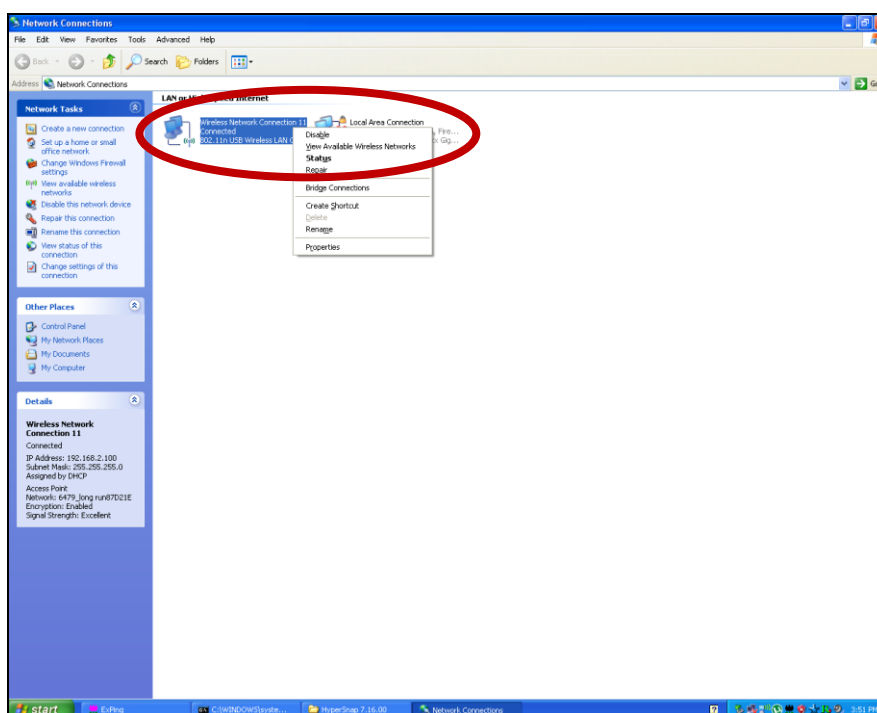 Network Connections
File Edit View Favorites Tools Advanced Help
Back Search Folders
Address Network Connections
LAN or High-Speed Internet
Network Tasks
Create a new connection
Set up a home or small
office network
Change Windows Firewall
settings
View available wireless
networks
Disable this network device
Repair this connection
Rename this connection
View status of this
connection
Change settings of this
connection
Other Places
Control Panel
My Network Places
My Documents
My Computer
Details
Wireless Network
Connection 11
Connected
IP Address: 192.168.2.100
Subnet Mask: 255.255.255.0
Assigned by DHCP
Access Point
Network: 6479_long run87D21E
Encryption: Enabled
Signal Strength: Excellent
Wireless Network Connection 11
Connected
802.11n USB Wireless LAN C
Local Area Connection
, Fire...
x Gig...
Disable
View Available Wireless Networks
Status
Repair
Bridge Connections
Create Shortcut
Delete
Rename
Properties
start ExPing C:\WINDOWS\syste... HyperSnap 7.16.00 Network Connections 3:51 PM